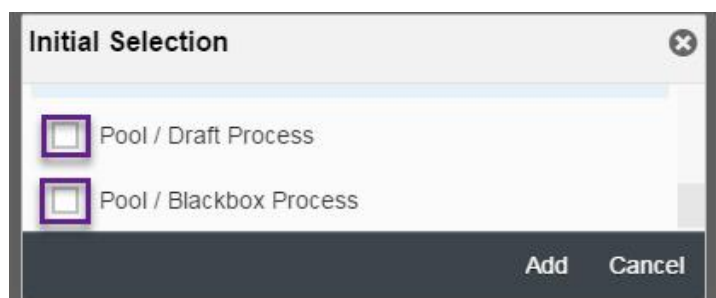 Initial Selection
Pool / Draft Process
Pool / Blackbox Process
Add Cancel